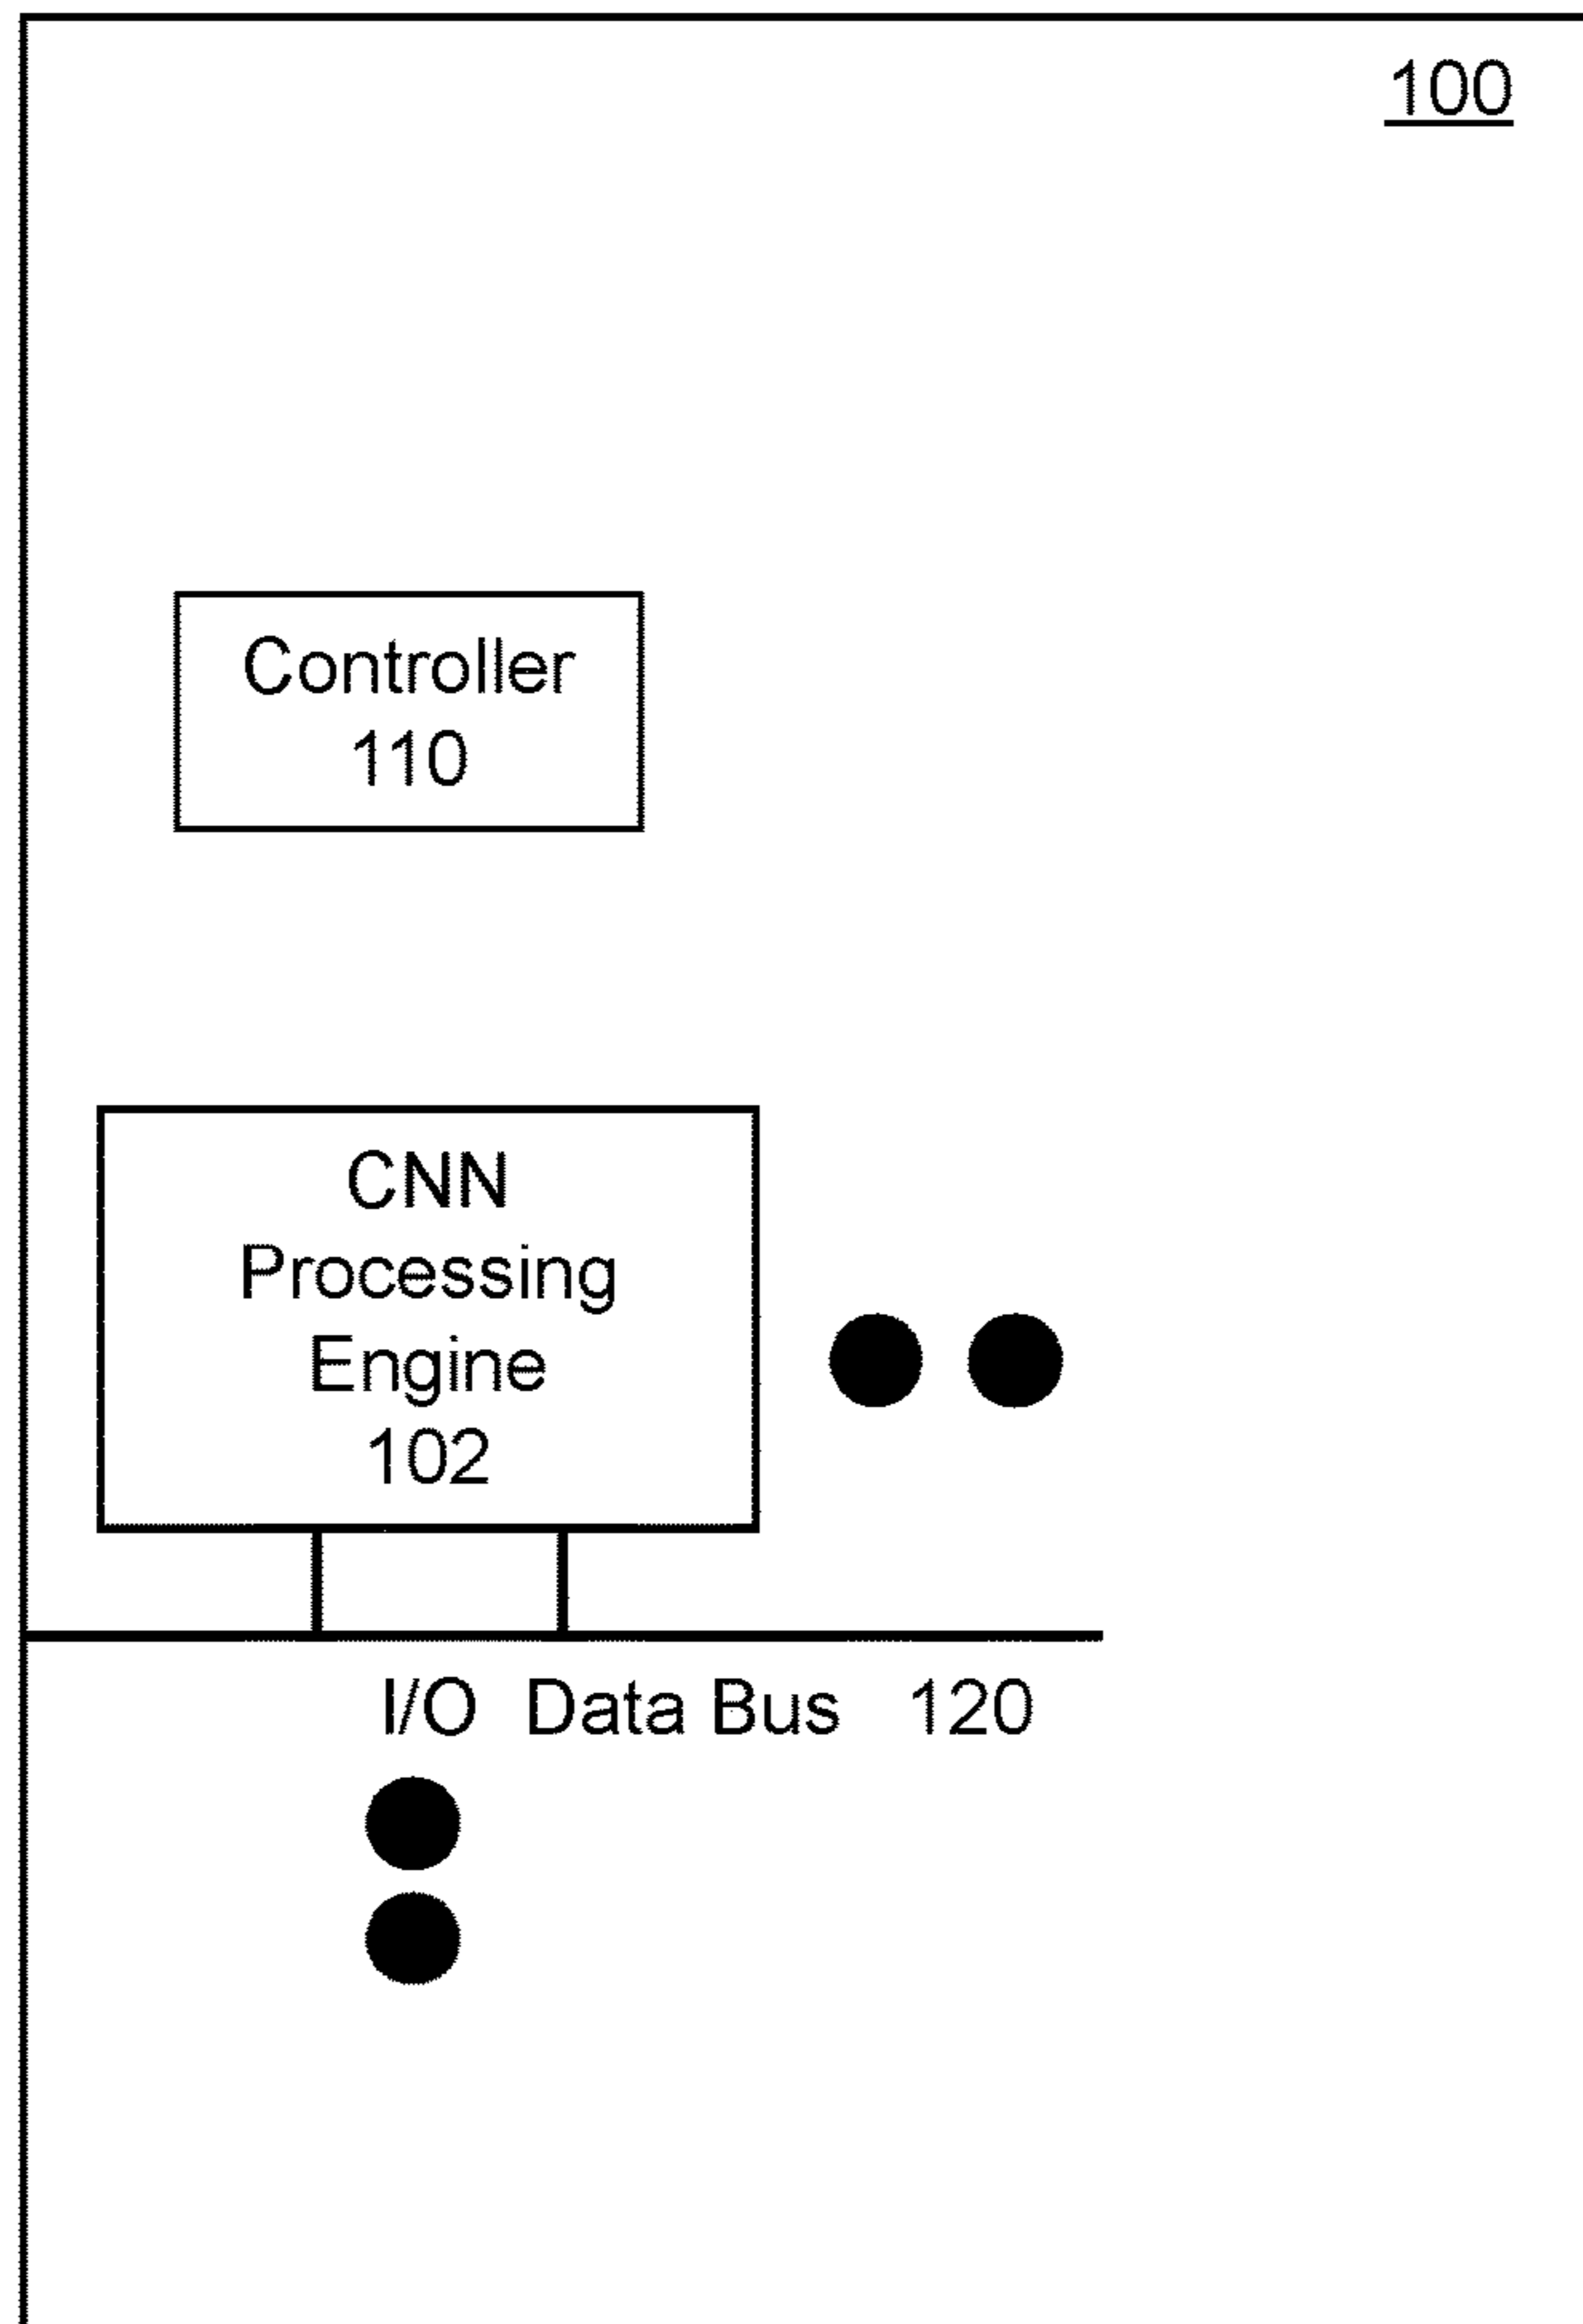 100
Controller
110
CNN
Processing
Engine
102
I/O Data Bus 120